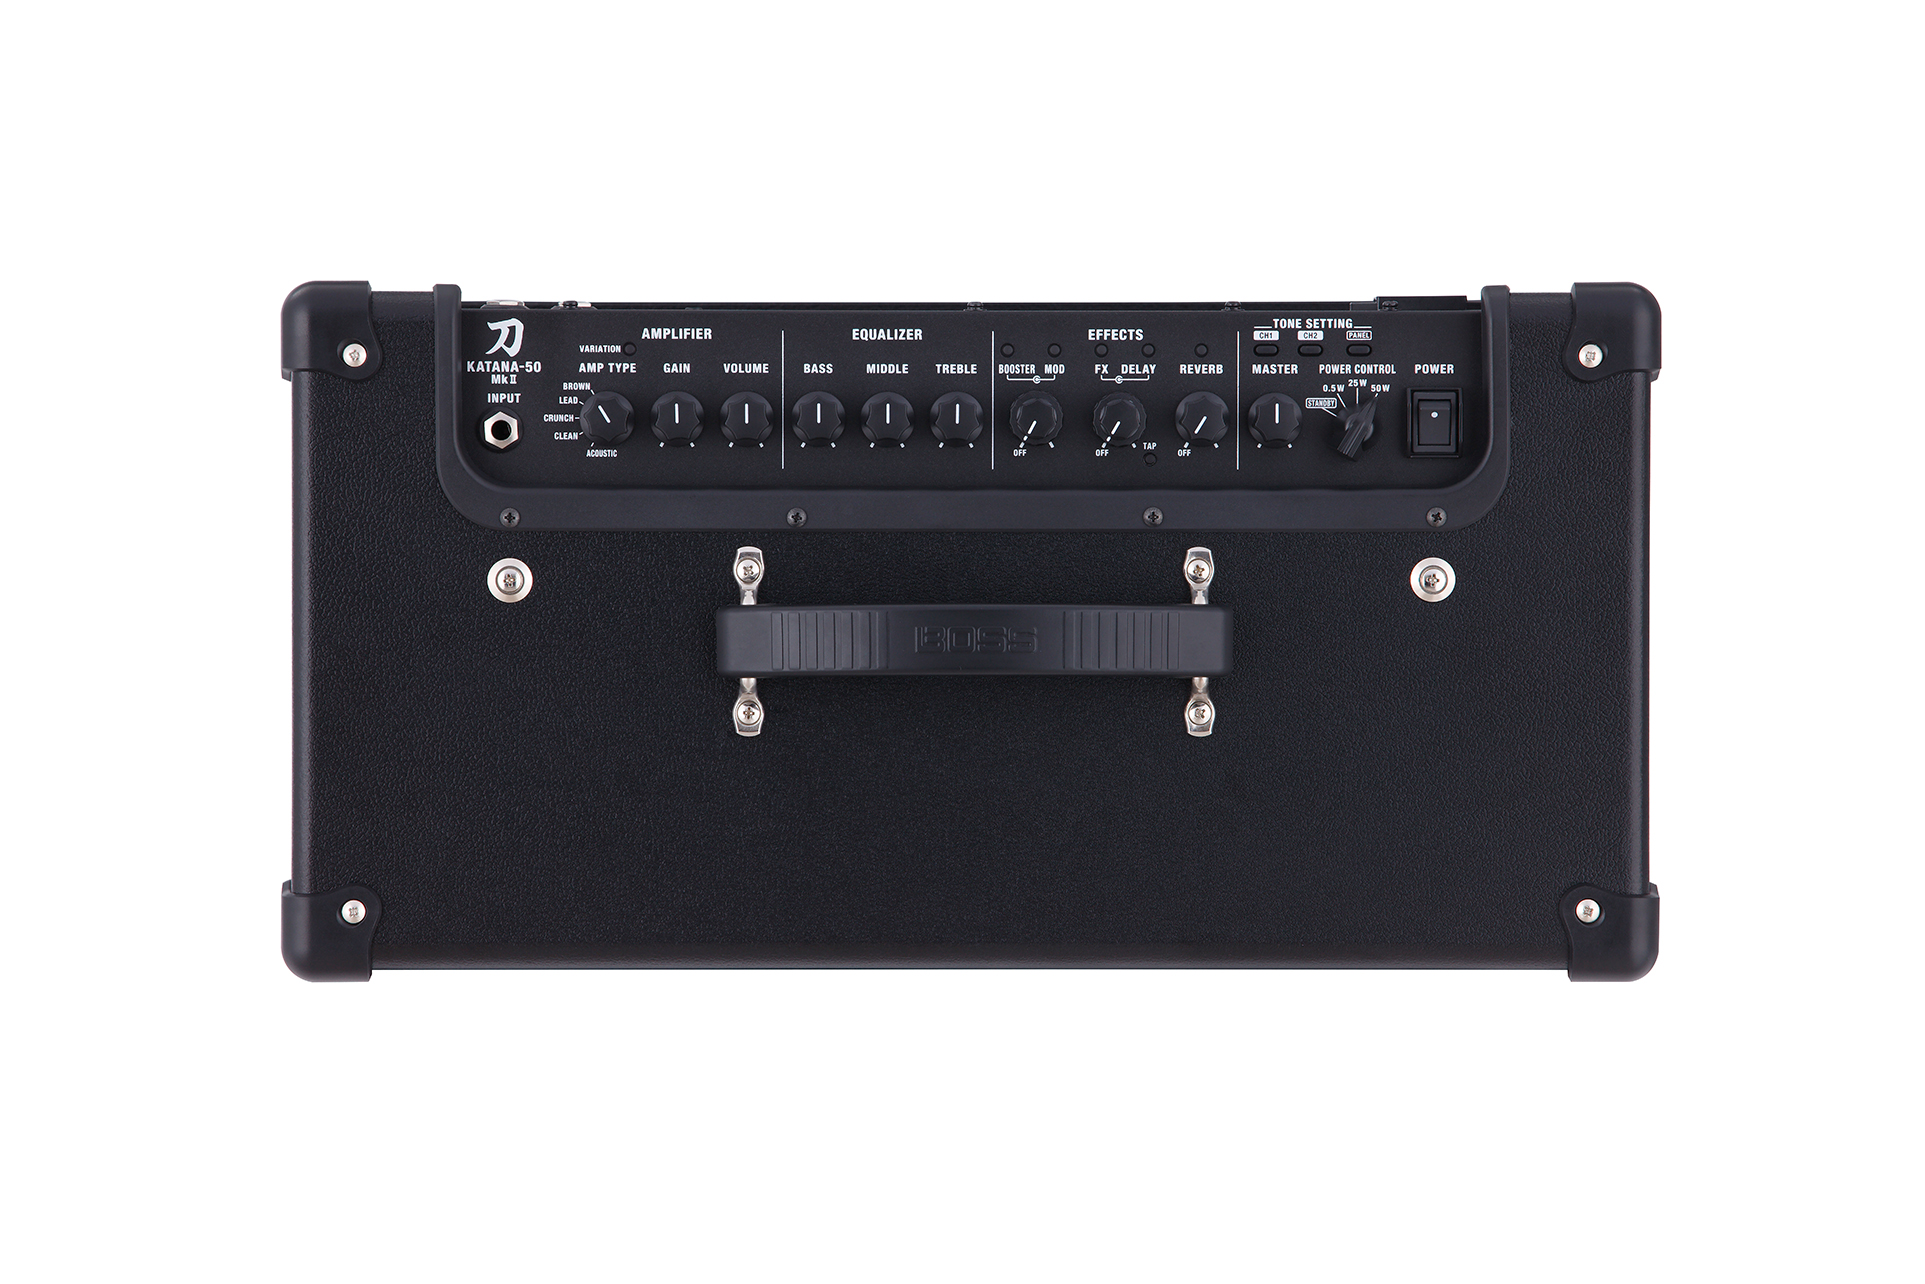 刀
KATANA-50
MkⅡ
INPUT
AMPLIFIER
VARIATION
AMP TYPE
GAIN
VOLUME
BROWN
LEAD
CRUNCH
CLEAN
ACOUSTIC
EQUALIZER
BASS
MIDDLE
TREBLE
EFFECTS
BOOSTER
MOD
FX
DELAY
REVERB
OFF
OFF
TAP
OFF
TONE SETTING
CH1
CH2
PANEL
MASTER
POWER CONTROL
STANDBY
0.5W
25W
50W
POWER
BOSS